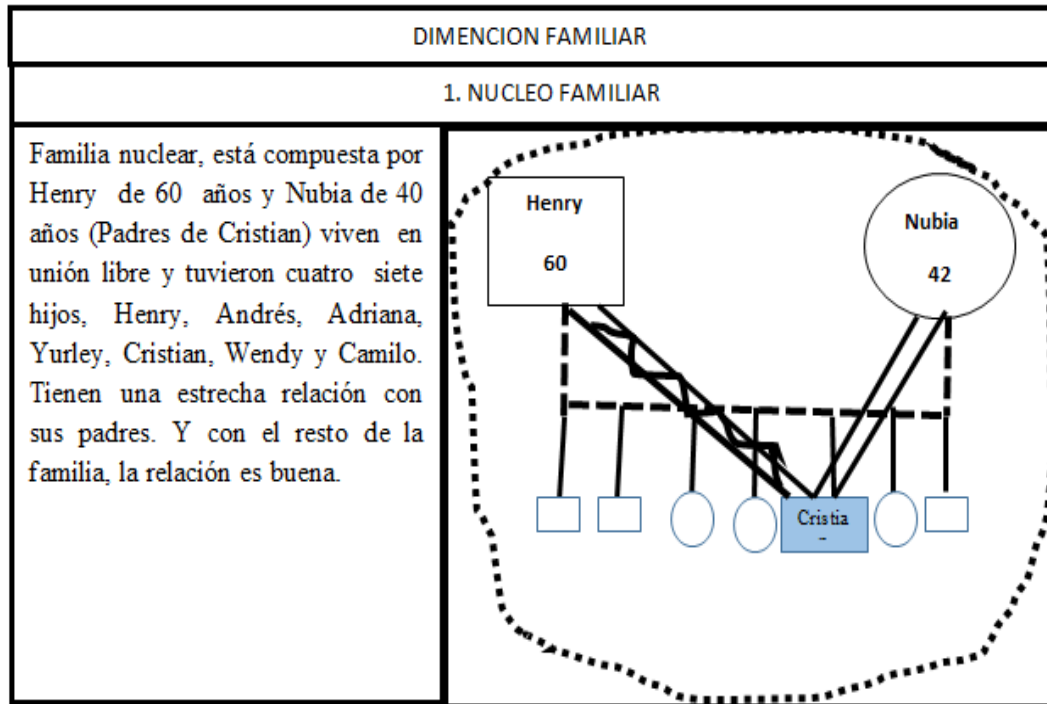 DIMENCION FAMILIAR
1. NUCLEO FAMILIAR
Familia nuclear, está compuesta por
Henry de 60 años y Nubia de 40
años (Padres de Cristian) viven en
unión libre y tuvieron cuatro siete
hijos, Henry, Andrés, Adriana,
Yurley, Cristian, Wendy y Camilo.
Tienen una estrecha relación con
sus padres. Y con el resto de la
familia, la relación es buena.
Henry
60
Nubia
42
Cristia